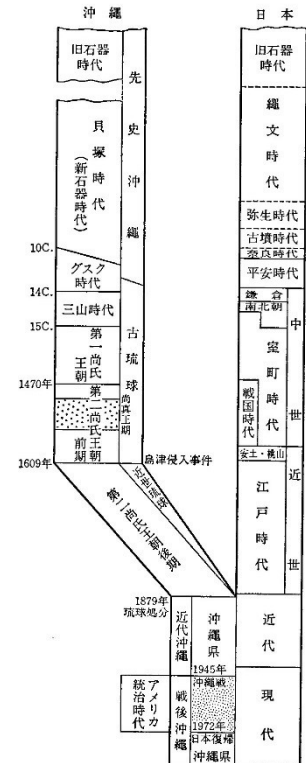 沖縄
旧石器時代
貝塚時代
(新石器時代)
先史沖縄
10C.
グスク時代
14C.
三山時代
15C.
第一尚氏王朝
古琉球
1470年
第二尚氏王朝前期
尚真王期
1609年
島津侵入事件
近世琉球
第二尚氏王朝後期
1879年
琉球処分
近代沖縄
沖縄県
1945年
アメリカ統治時代
戦後沖縄
沖縄戦
1972年
日本復帰
沖縄県
日本
旧石器時代
縄文時代
弥生時代
古墳時代
奈良時代
平安時代
鎌倉
南北朝
室町時代
戦国時代
中世
安土・桃山
江戸時代
近世
近代
現代